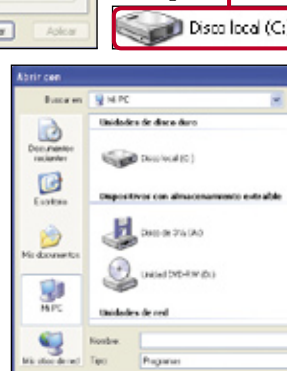 Aplicar
Disco local (C:
Abrir con
Buscar en: Mi PC
Unidades de disco duro
Documentos recientes
Disco local (C:)
Escritorio
Dispositivos con almacenamiento extraíble
Mis documentos
Disco de 3½ (A:)
Unidad DVD-RW (D:)
Mi PC
Unidades de red
Nombre:
Mis sitios de red
Tipo: Programas